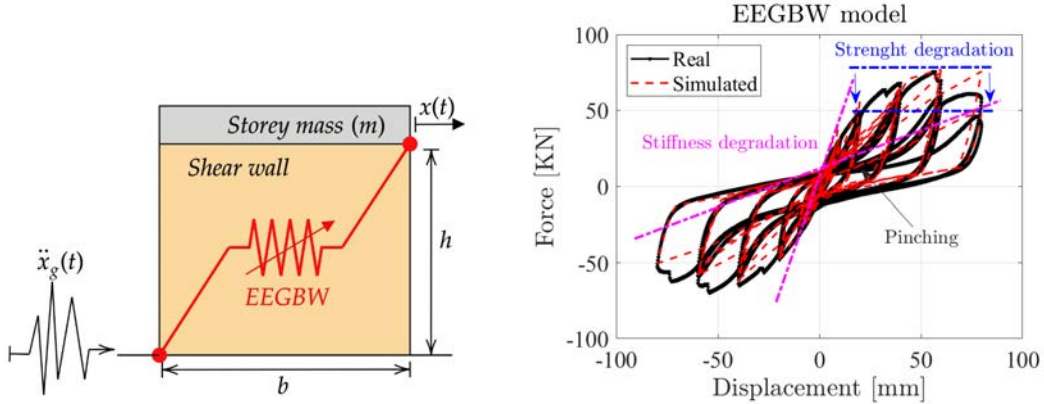 x(t)
Storey mass (m)
Shear wall
h
ẍg(t)
EEGBW
b
EEGBW model
Real
Simulated
Strenght degradation
Stiffness degradation
Pinching
Force [KN]
100
50
0
-50
-100
-100
-50
0
50
100
Displacement [mm]